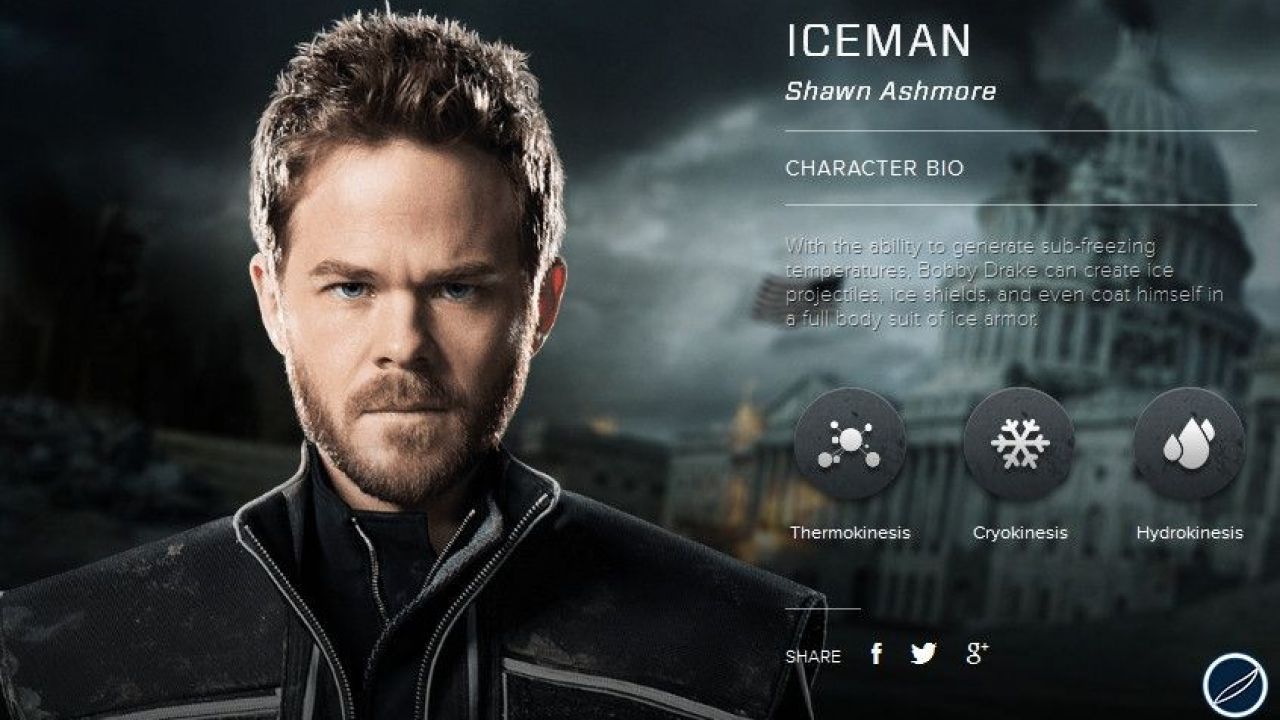 ICEMAN
Shawn Ashmore
CHARACTER BIO
With the ability to generate sub-freezing
temperatures, Bobby Drake can create ice
projectiles, ice shields, and even coat himself in
a full body suit of ice armor.
Thermokinesis
Cryokinesis
Hydrokinesis
SHARE f g+